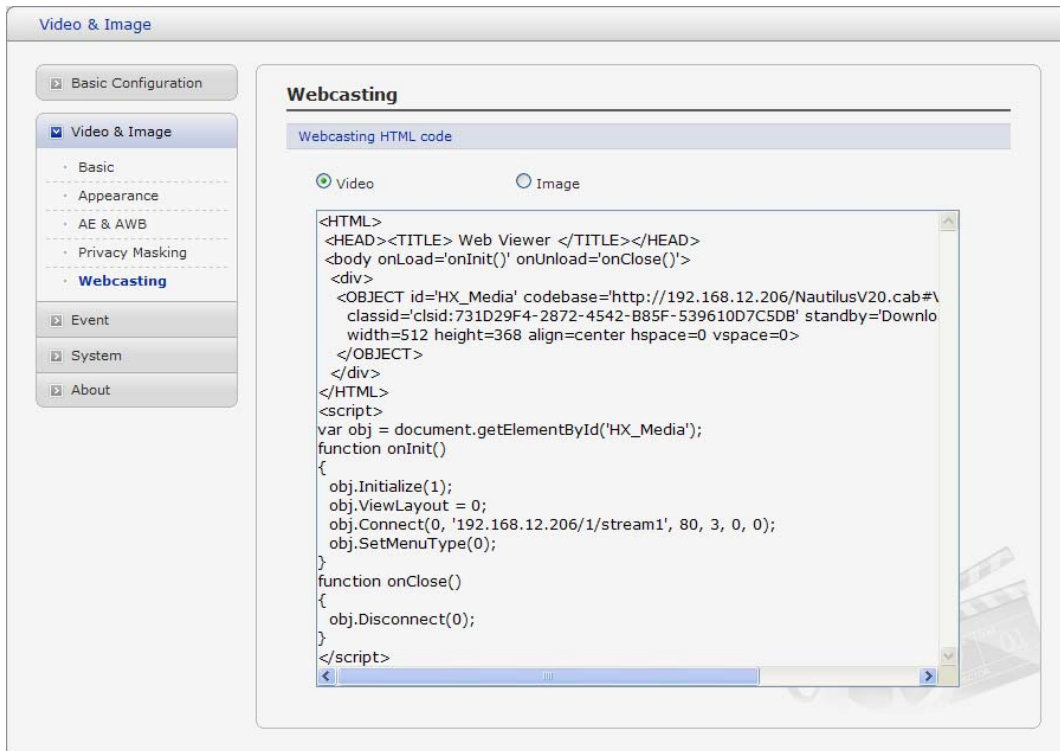 Video & Image
Basic Configuration
Video & Image
Basic
Appearance
AE & AWB
Privacy Masking
Webcasting
Event
System
About
Webcasting
Webcasting HTML code
Video
Image
<HTML>
<HEAD><TITLE> Web Viewer </TITLE></HEAD>
<body onLoad='onInit()' onUnload='onClose()'>
<div>
<OBJECT id='HX_Media' codebase='http://192.168.12.206/NautilusV20.cab#V
classid='clsid:731D29F4-2872-4542-B85F-539610D7C5DB' standby='Downlo
width=512 height=368 align=center hspace=0 vspace=0>
</OBJECT>
</div>
</HTML>
<script>
var obj = document.getElementById('HX_Media');
function onInit()
{
obj.Initialize(1);
obj.ViewLayout = 0;
obj.Connect(0, '192.168.12.206/1/stream1', 80, 3, 0, 0);
obj.SetMenuType(0);
}
function onClose()
{
obj.Disconnect(0);
}
</script>